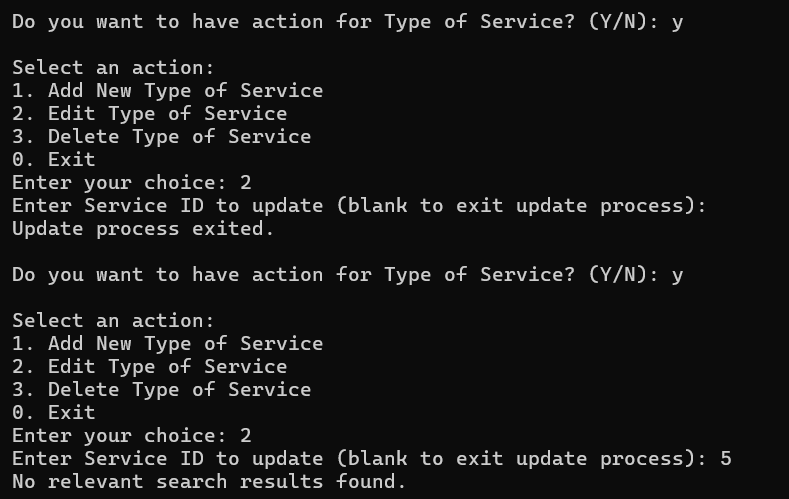 Do you want to have action for Type of Service? (Y/N): y
Select an action:
1. Add New Type of Service
2. Edit Type of Service
3. Delete Type of Service
0. Exit
Enter your choice: 2
Enter Service ID to update (blank to exit update process):
Update process exited.
Do you want to have action for Type of Service? (Y/N): y
Select an action:
1. Add New Type of Service
2. Edit Type of Service
3. Delete Type of Service
0. Exit
Enter your choice: 2
Enter Service ID to update (blank to exit update process): 5
No relevant search results found.